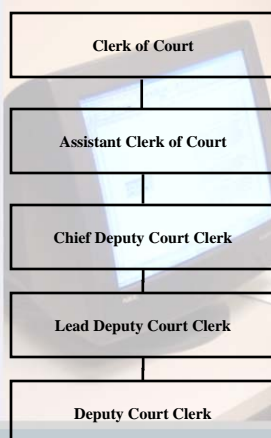 Clerk of Court
Assistant Clerk of Court
Chief Deputy Court Clerk
Lead Deputy Court Clerk
Deputy Court Clerk